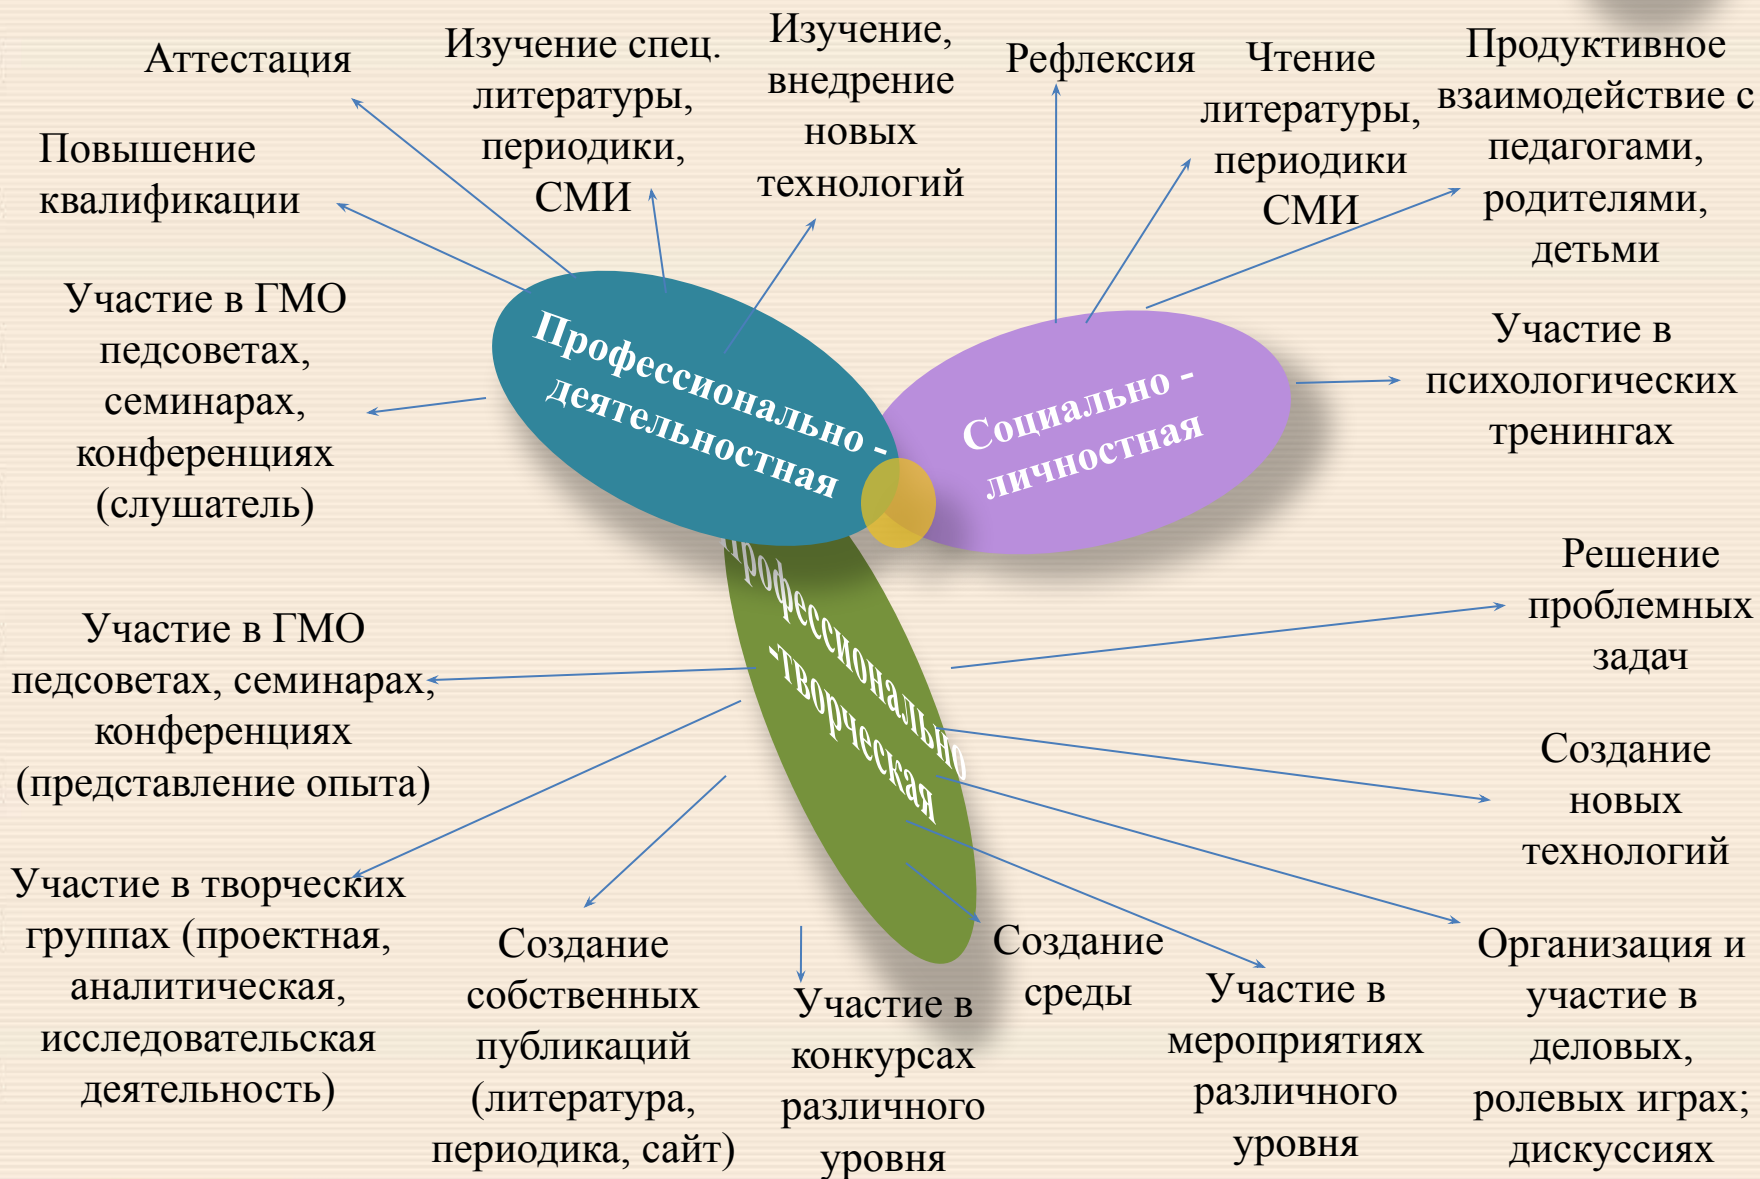 Аттестация
Изучение спец.
литературы,
периодики,
СМИ
Изучение,
внедрение
новых
технологий
Рефлексия
Чтение
литературы,
периодики
СМИ
Продуктивное
взаимодействие с
педагогами,
родителями,
детьми
Повышение
квалификации
Участие в ГМО
педсоветах,
семинарах,
конференциях
(слушатель)
Профессионально -
деятельностная
Социально -
личностная
Участие в
психологических
тренингах
Профессионально
-творческая
Решение
проблемных
задач
Участие в ГМО
педсоветах, семинарах,
конференциях
(представление опыта)
Создание
новых
технологий
Участие в творческих
группах (проектная,
аналитическая,
исследовательская
деятельность)
Создание
собственных
публикаций
(литература,
периодика, сайт)
Участие в
конкурсах
различного
уровня
Создание
среды
Участие в
мероприятиях
различного
уровня
Организация и
участие в
деловых,
ролевых играх;
дискуссиях